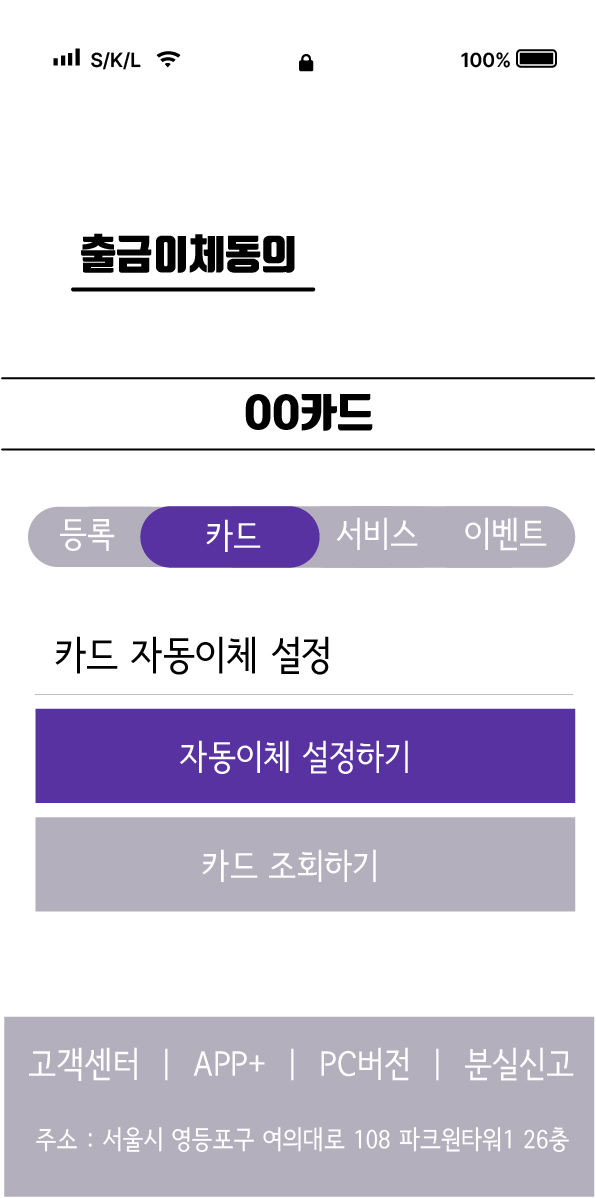 S/K/L 100%
출금이체동의
OO카드
등록 카드 서비스 이벤트
카드 자동이체 설정
자동이체 설정하기
카드 조회하기
고객센터 | APP+ | PC버전 | 분실신고
주소 : 서울시 영등포구 여의대로 108 파크원타워1 26층